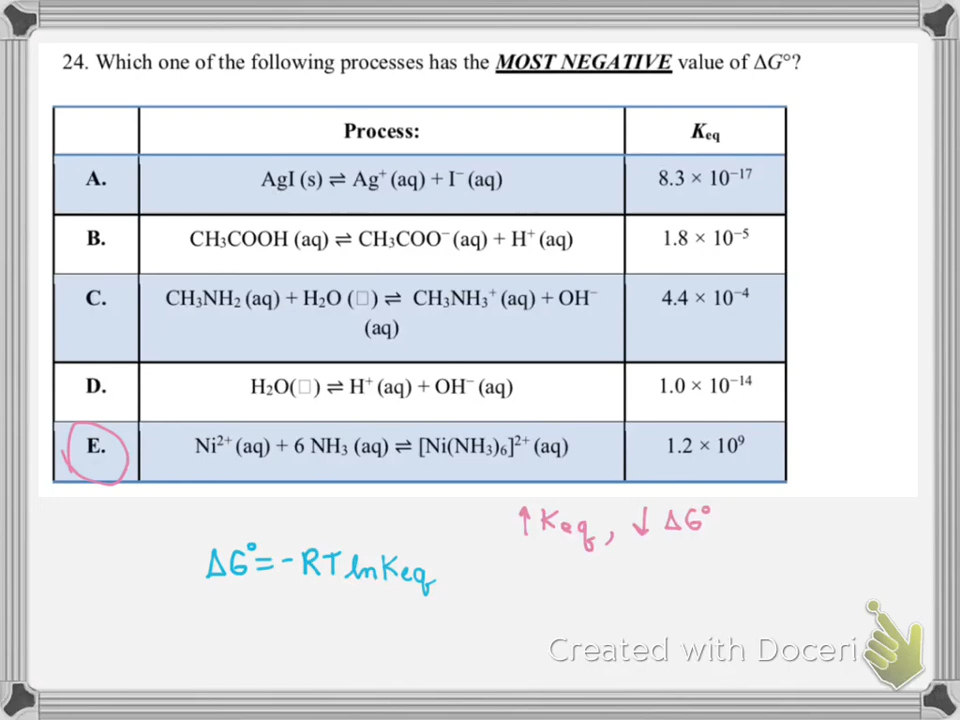 24. Which one of the following processes has the MOST NEGATIVE value of ΔG°?
Process: Keq
A. AgI (s) ⇌ Ag⁺ (aq) + I⁻ (aq) 8.3 × 10⁻¹⁷
B. CH₃COOH (aq) ⇌ CH₃COO⁻ (aq) + H⁺ (aq) 1.8 × 10⁻⁵
C. CH₃NH₂ (aq) + H₂O (□) ⇌ CH₃NH₃⁺ (aq) + OH⁻ 4.4 × 10⁻⁴
(aq)
D. H₂O(□) ⇌ H⁺ (aq) + OH⁻ (aq) 1.0 × 10⁻¹⁴
E. Ni²⁺ (aq) + 6 NH₃ (aq) ⇌ [Ni(NH₃)₆]²⁺ (aq) 1.2 × 10⁹
↑ Keq, ↓ ΔG°
ΔG° = -RT ln Keq
Created with Doceri